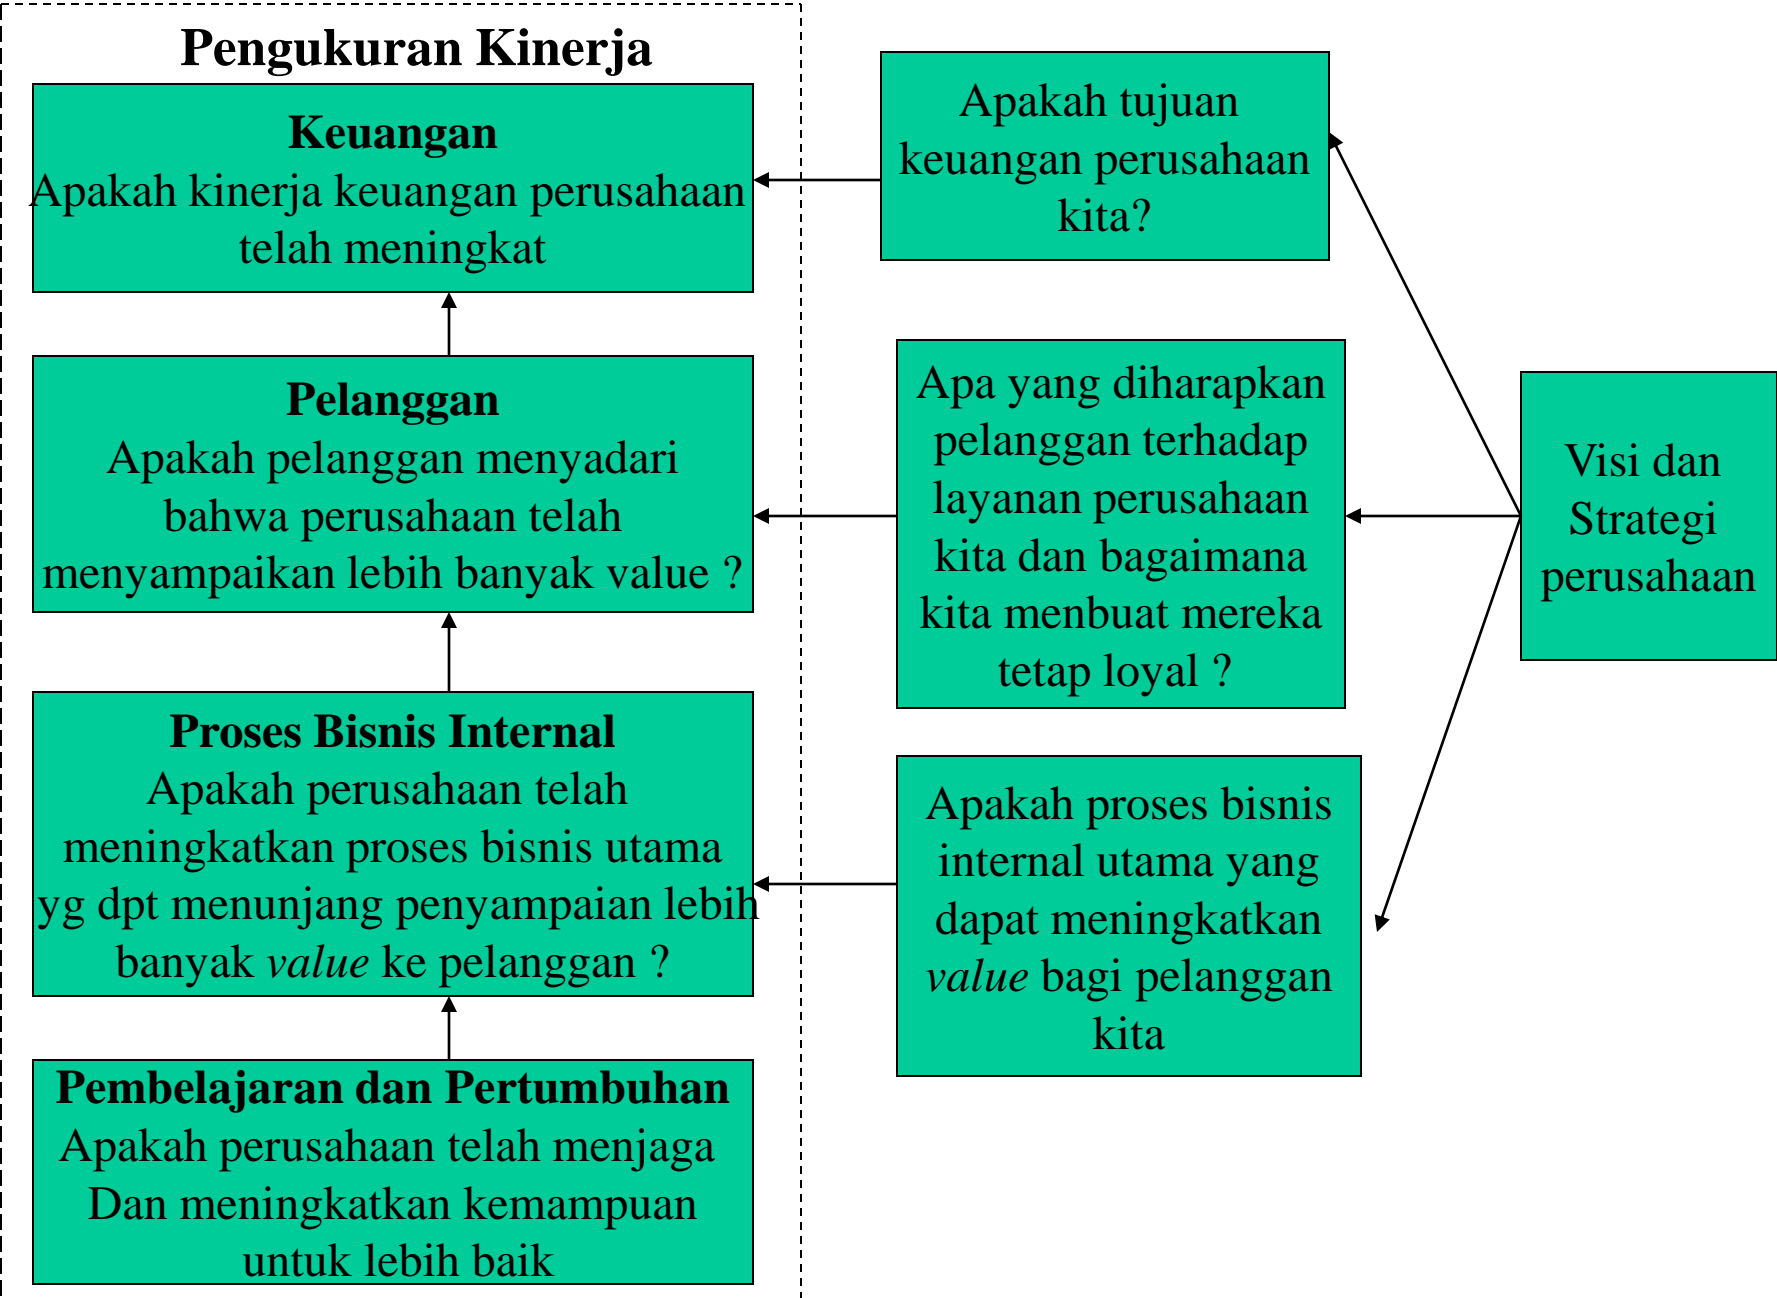 Pengukuran Kinerja
Keuangan
Apakah kinerja keuangan perusahaan
telah meningkat
Pelanggan
Apakah pelanggan menyadari
bahwa perusahaan telah
menyampaikan lebih banyak value ?
Proses Bisnis Internal
Apakah perusahaan telah
meningkatkan proses bisnis utama
yg dpt menunjang penyampaian lebih
banyak value ke pelanggan ?
Pembelajaran dan Pertumbuhan
Apakah perusahaan telah menjaga
Dan meningkatkan kemampuan
untuk lebih baik
Apakah tujuan
keuangan perusahaan
kita?
Apa yang diharapkan
pelanggan terhadap
layanan perusahaan
kita dan bagaimana
kita menbuat mereka
tetap loyal ?
Apakah proses bisnis
internal utama yang
dapat meningkatkan
value bagi pelanggan
kita
Visi dan
Strategi
perusahaan